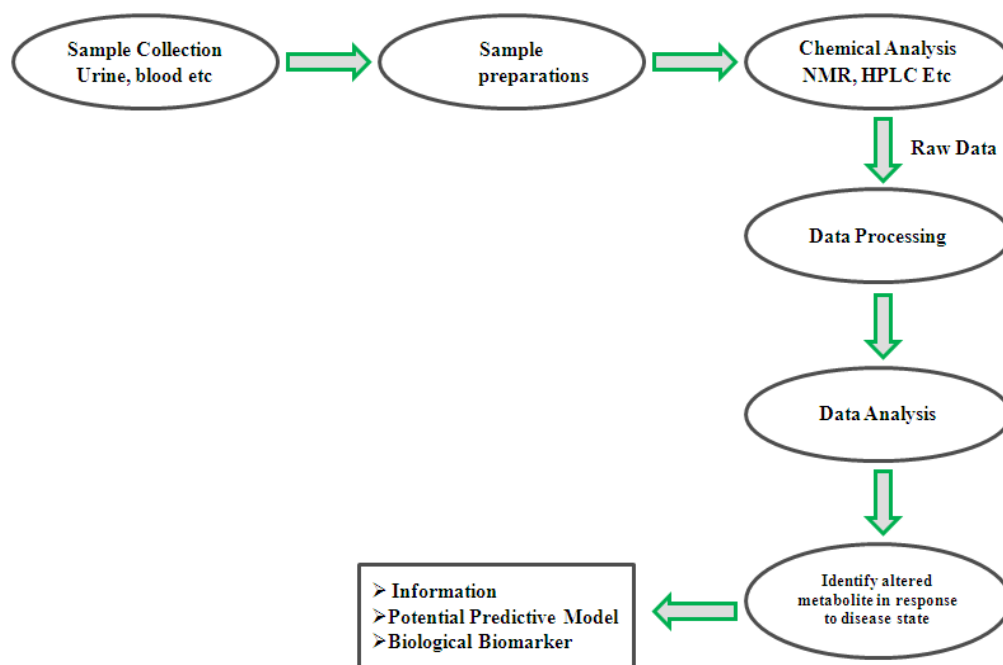 Sample Collection
Urine, blood etc
Sample
preparations
Chemical Analysis
NMR, HPLC Etc
Raw Data
Data Processing
Data Analysis
Identify altered
metabolite in response
to disease state
➢ Information
➢ Potential Predictive Model
➢ Biological Biomarker